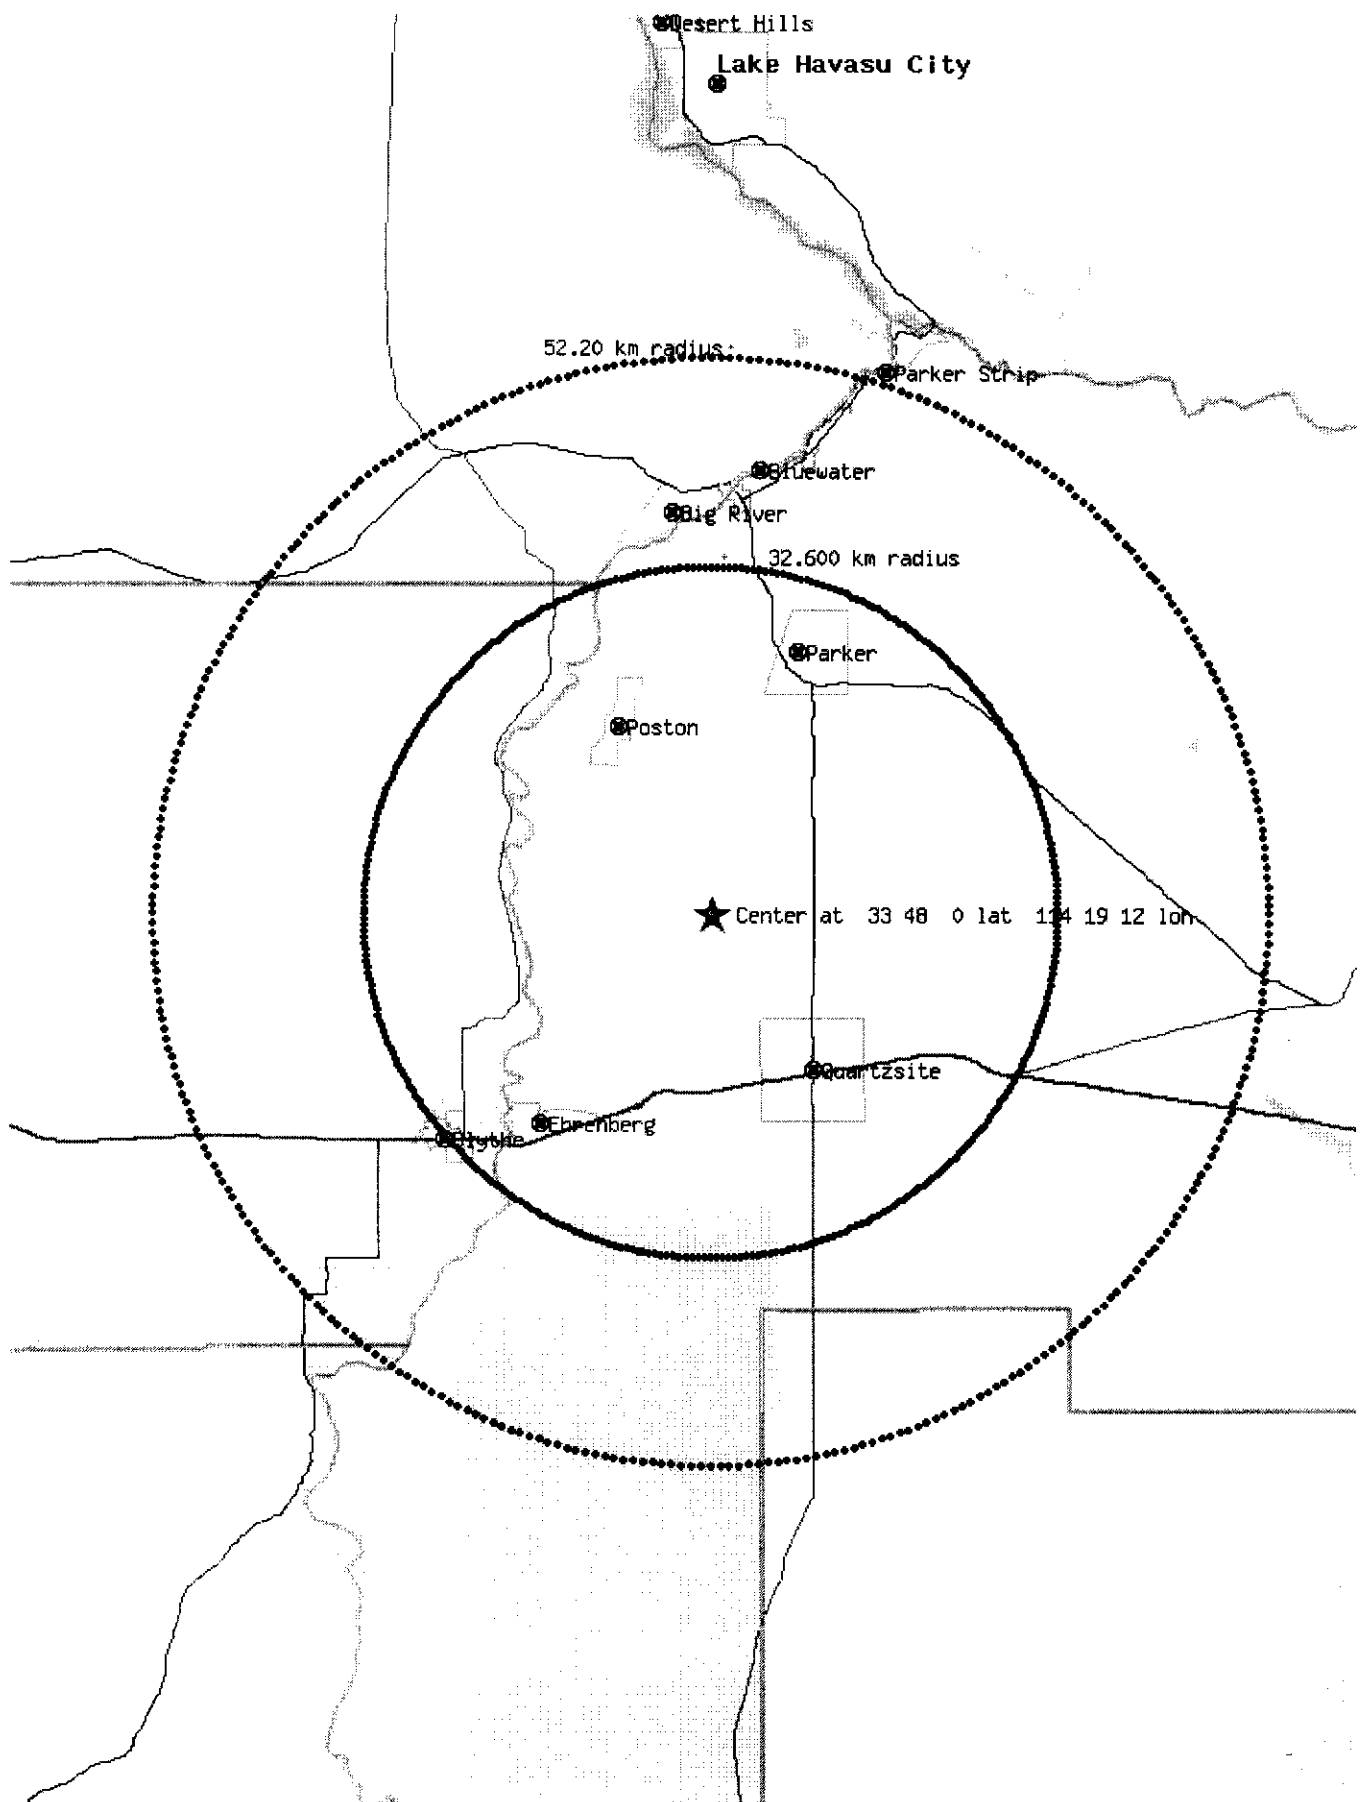 Desert Hills
Lake Havasu City
52.20 km radius
Parker Strip
Bluewater
Big River
32.600 km radius
Parker
Poston
Center at 33 48 0 lat 114 19 12 lon
Quartzsite
Ehrenberg
Blythe